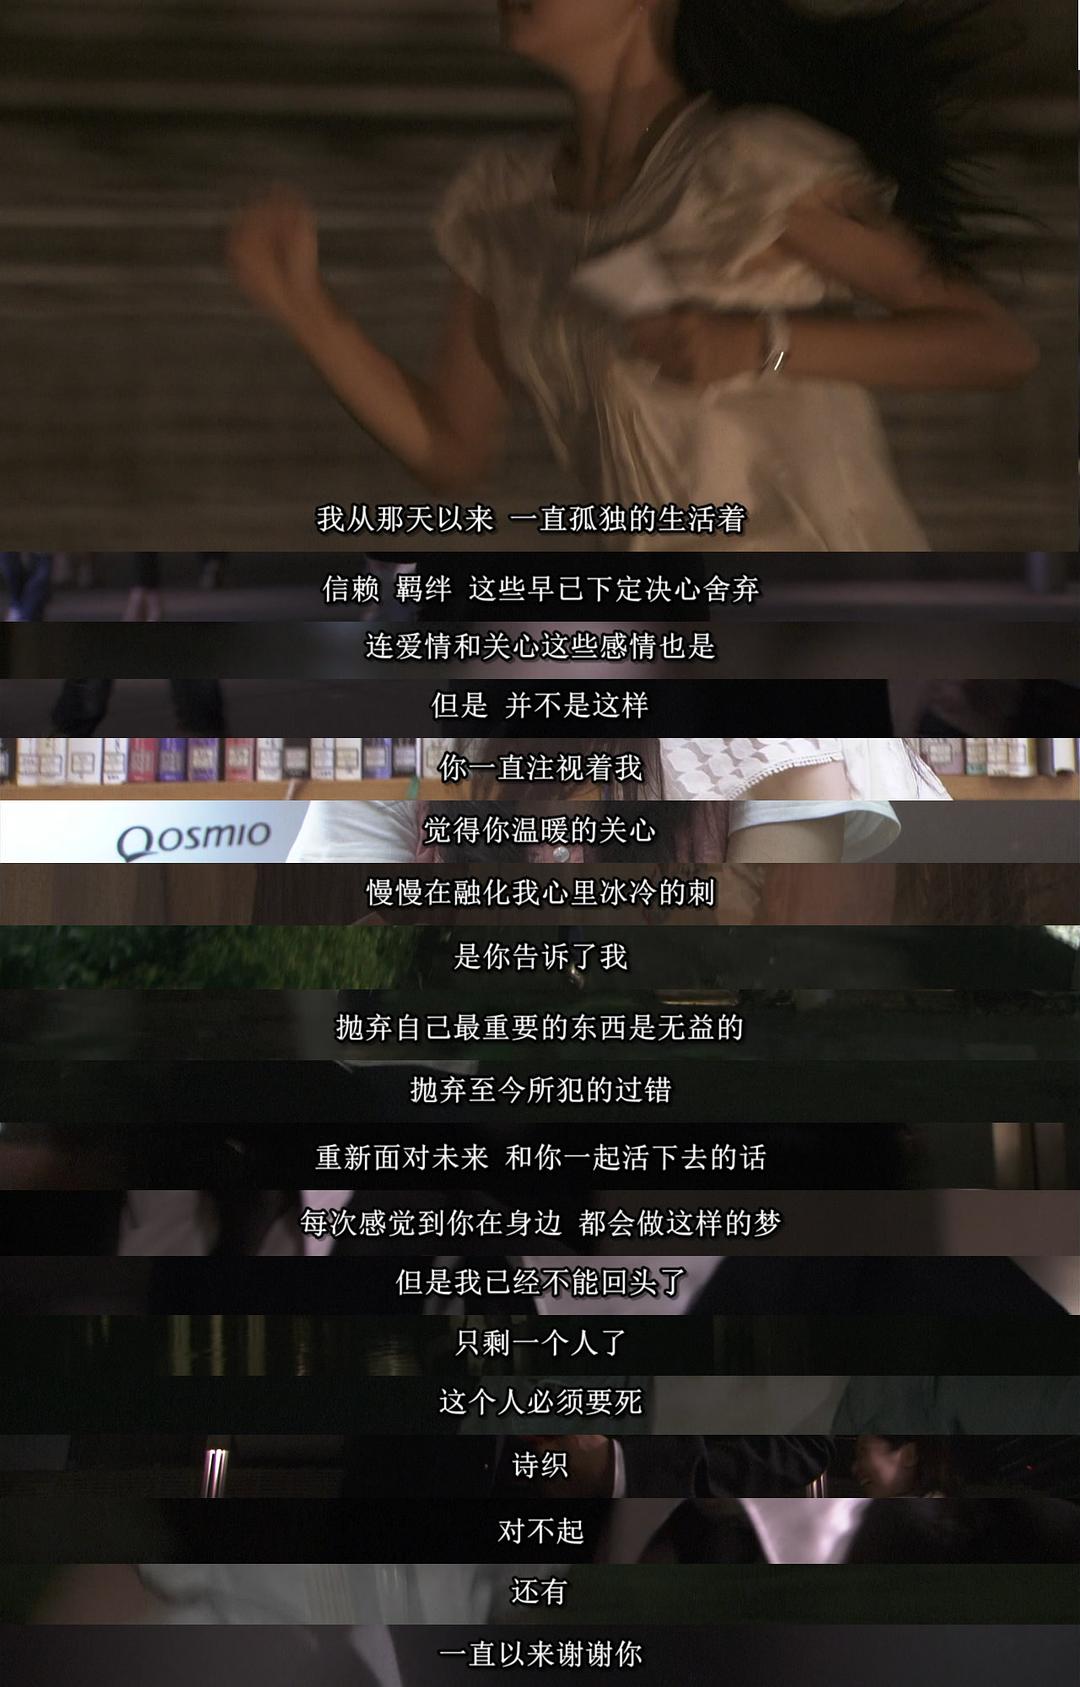 我从那天以来 一直孤独的生活着
信赖 羁绊 这些早已下定决心舍弃
连爱情和关心这些感情也是
但是 并不是这样
你一直注视着我
Qosmio
觉得你温暖的关心
慢慢在融化我心里冰冷的刺
是你告诉了我
抛弃自己最重要的东西是无益的
抛弃至今所犯的过错
重新面对未来 和你一起活下去的话
每次感觉到你在身边 都会做这样的梦
但是我已经不能回头了
只剩一个人了
这个人必须要死
诗织
对不起
还有
一直以来谢谢你